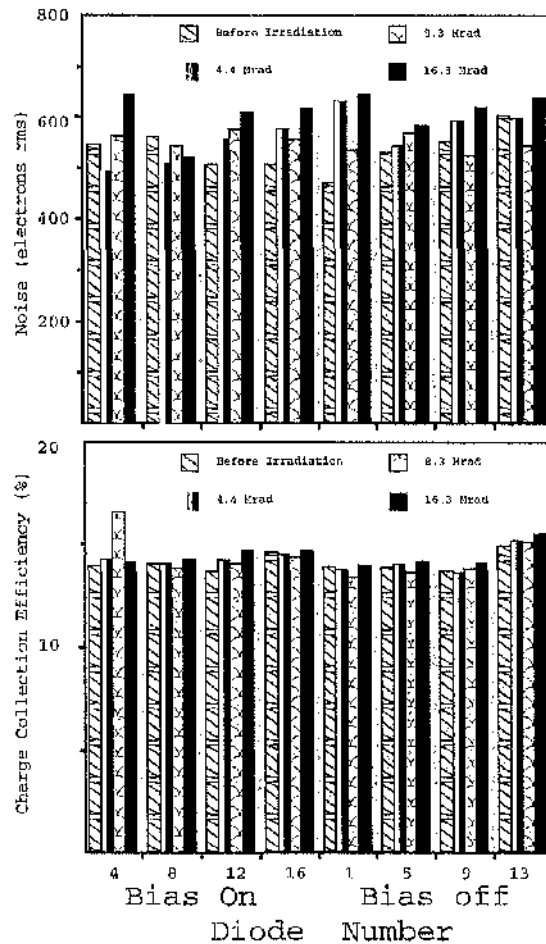 800
Before Irradiation
8.3 Mrad
4.4 Mrad
16.3 Mrad
600
400
200
Noise (electrons rms)
20
Before Irradiation
8.3 Mrad
4.4 Mrad
16.3 Mrad
10
Charge Collection Efficiency (%)
4 8 12 16 1 5 9 13
Bias On Bias off
Diode Number